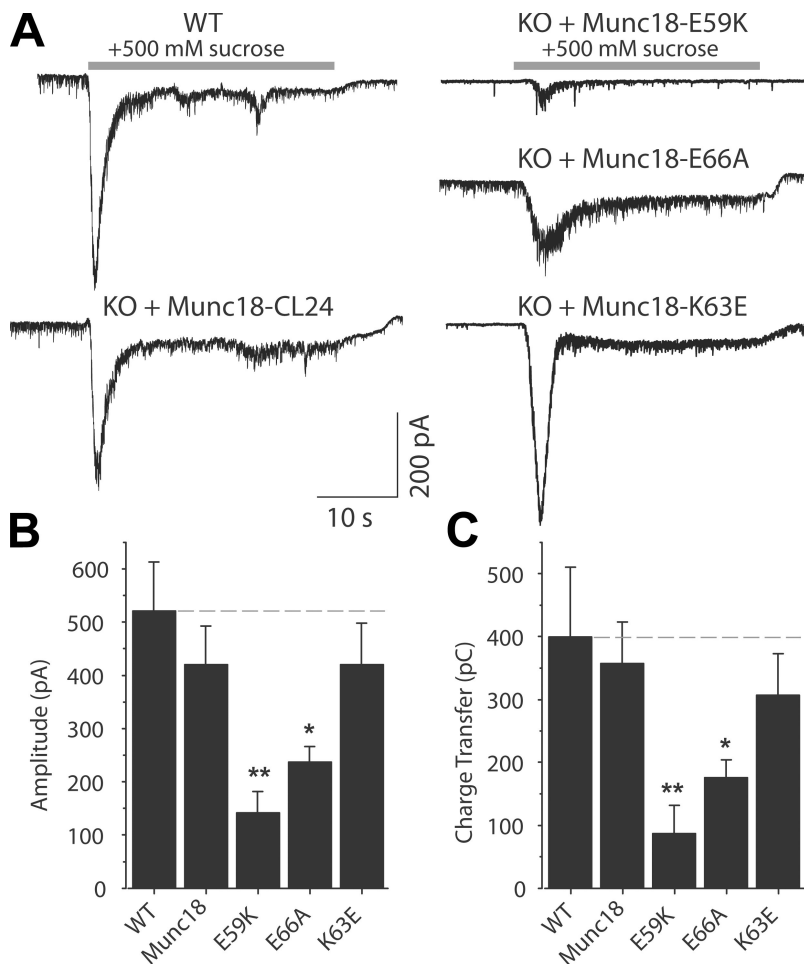 A
WT
+500 mM sucrose
KO + Munc18-E59K
+500 mM sucrose
KO + Munc18-E66A
KO + Munc18-CL24
KO + Munc18-K63E
200 pA
10 s
B
Amplitude (pA)
600
500
400
300
200
100
0
WT
Munc18
E59K
E66A
K63E
**
*
C
Charge Transfer (pC)
500
400
300
200
100
0
WT
Munc18
E59K
E66A
K63E
**
*